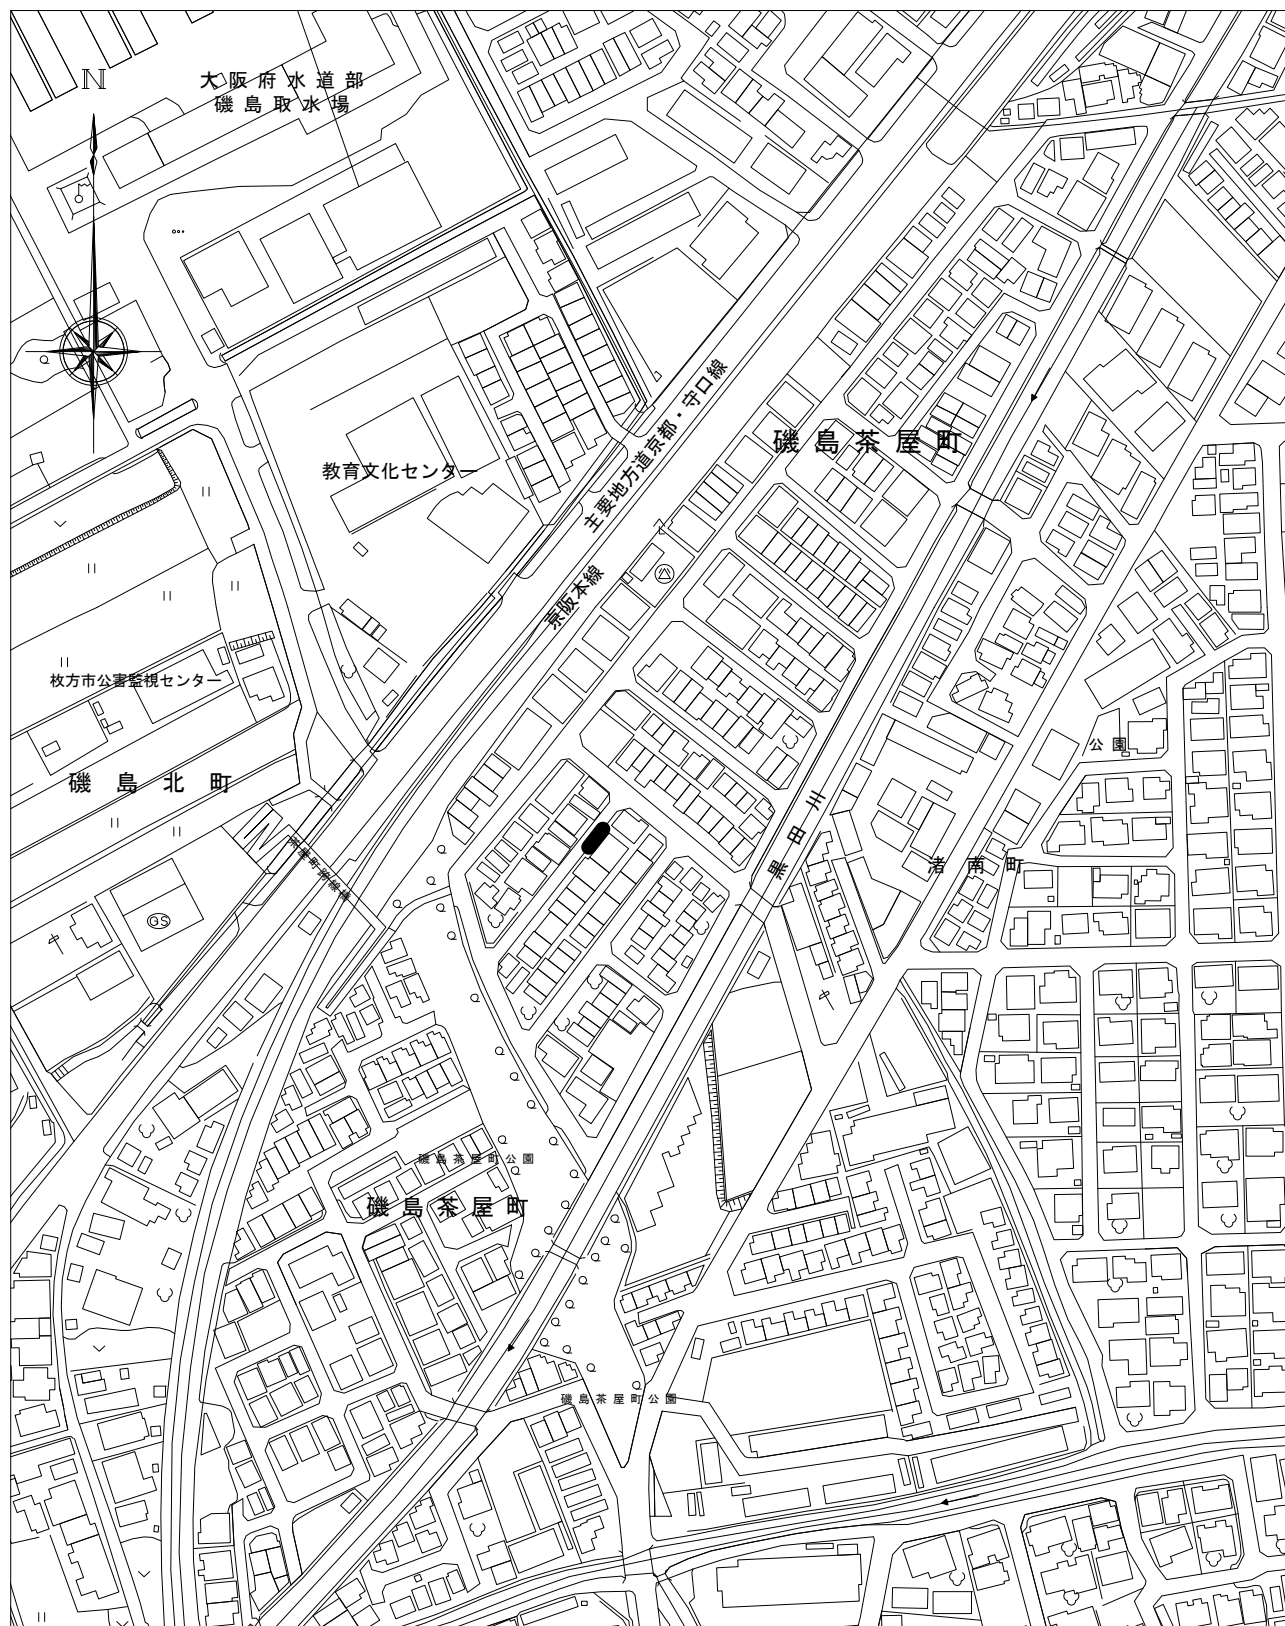 N
大阪府水道部
磯島取水場
主要地方道京都・守口線
磯島茶屋町
教育文化センター
京阪本線
枚方市公害監視センター
公園
磯島北町
黒田川
渚南町
GS
磯島茶屋町公園
磯島茶屋町
磯島茶屋町公園